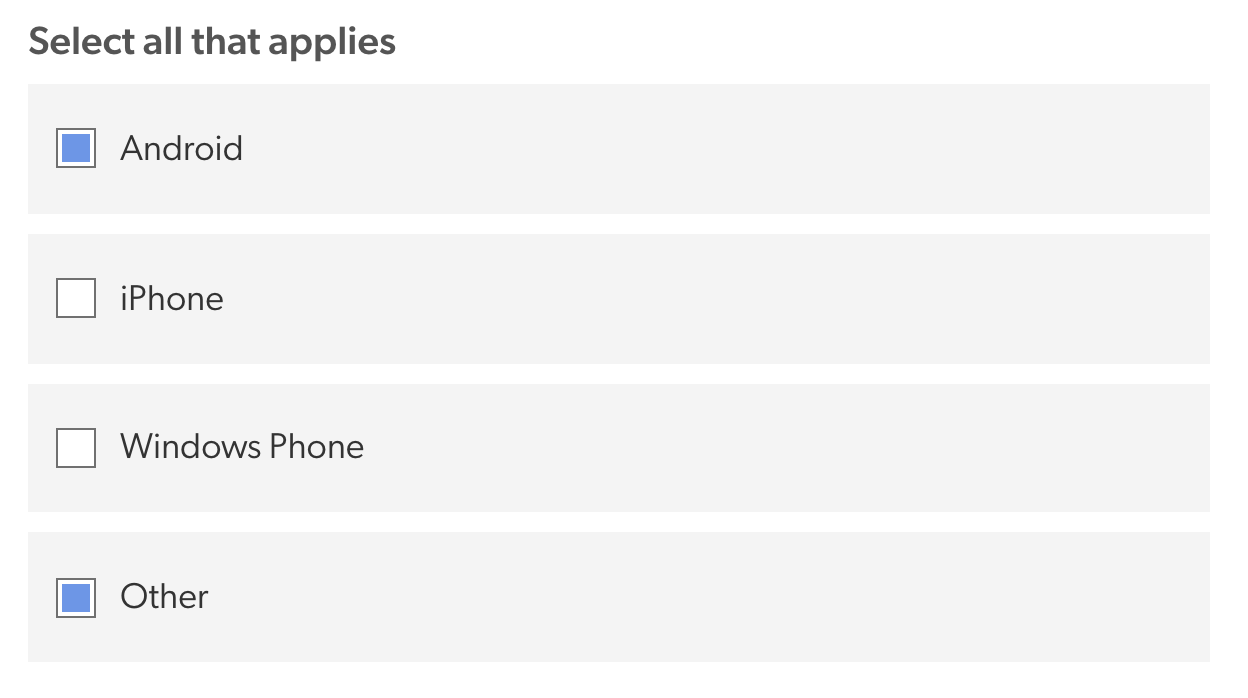 Select all that applies
Android
iPhone
Windows Phone
Other